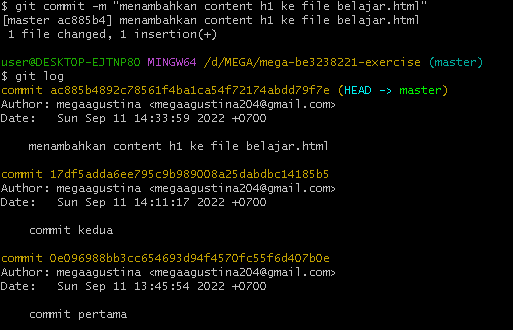 $ git commit -m "menambahkan content h1 ke file belajar.html"
[master ac885b4] menambahkan content h1 ke file belajar.html
 1 file changed, 1 insertion(+)

user@DESKTOP-EJTNP8O MINGW64 /d/MEGA/mega-be3238221-exercise (master)
$ git log
commit ac885b4892c78561f4ba1ca54f72174abdd79f7e (HEAD -> master)
Author: megaagustina <megaagustina204@gmail.com>
Date:   Sun Sep 11 14:33:59 2022 +0700

    menambahkan content h1 ke file belajar.html

commit 17df5adda6ee795c9b989008a25dabdbc14185b5
Author: megaagustina <megaagustina204@gmail.com>
Date:   Sun Sep 11 14:11:17 2022 +0700

    commit kedua

commit 0e096988bb3cc654693d94f4570fc55f6d407b0e
Author: megaagustina <megaagustina204@gmail.com>
Date:   Sun Sep 11 13:45:54 2022 +0700

    commit pertama